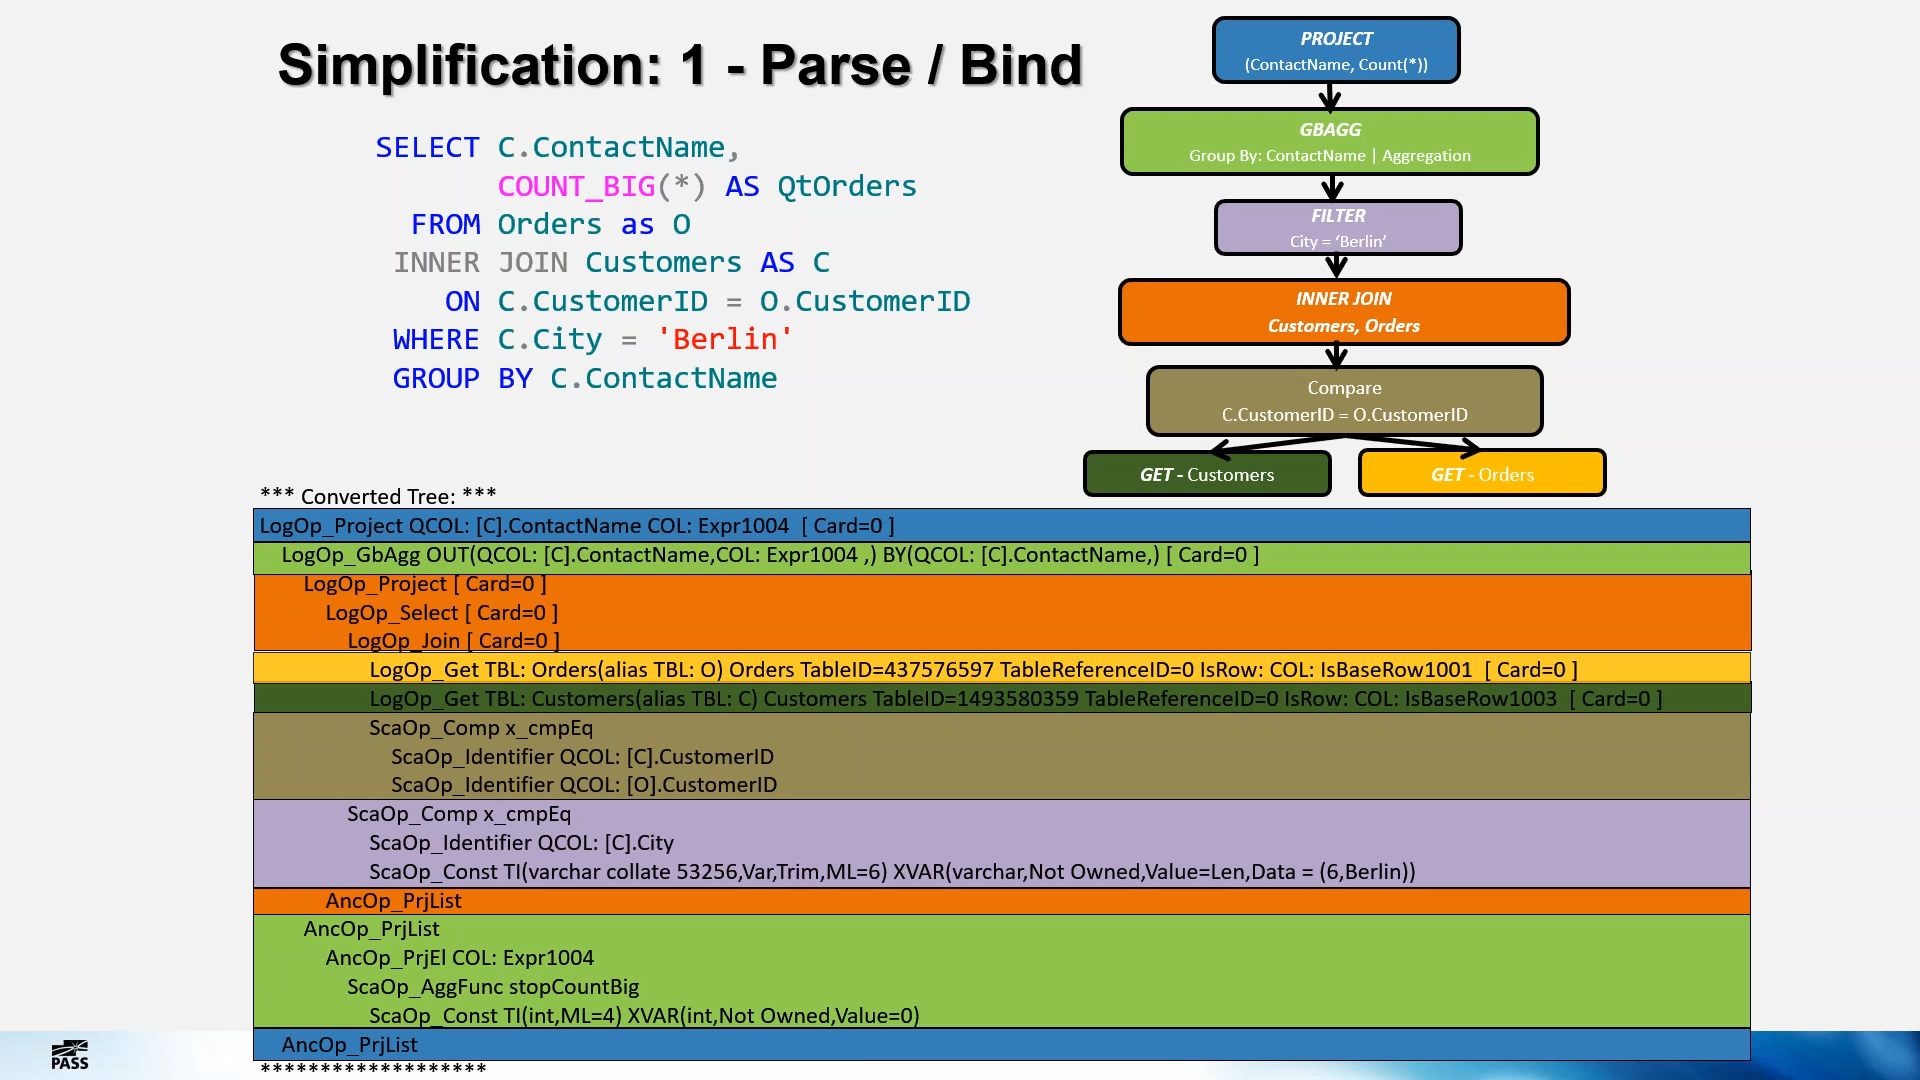 Simplification: 1 - Parse / Bind
SELECT C.ContactName,
COUNT_BIG(*) AS QtOrders
FROM Orders as O
INNER JOIN Customers AS C
ON C.CustomerID = O.CustomerID
WHERE C.City = 'Berlin'
GROUP BY C.ContactName
PROJECT
(ContactName, Count(*))
GBAGG
Group By: ContactName | Aggregation
FILTER
City = ‘Berlin’
INNER JOIN
Customers, Orders
Compare
C.CustomerID = O.CustomerID
GET - Customers
GET - Orders
*** Converted Tree: ***
LogOp_Project QCOL: [C].ContactName COL: Expr1004 [ Card=0 ]
LogOp_GbAgg OUT(QCOL: [C].ContactName,COL: Expr1004 ,) BY(QCOL: [C].ContactName,) [ Card=0 ]
LogOp_Project [ Card=0 ]
LogOp_Select [ Card=0 ]
LogOp_Join [ Card=0 ]
LogOp_Get TBL: Orders(alias TBL: O) Orders TableID=437576597 TableReferenceID=0 IsRow: COL: IsBaseRow1001 [ Card=0 ]
LogOp_Get TBL: Customers(alias TBL: C) Customers TableID=1493580359 TableReferenceID=0 IsRow: COL: IsBaseRow1003 [ Card=0 ]
ScaOp_Comp x_cmpEq
ScaOp_Identifier QCOL: [C].CustomerID
ScaOp_Identifier QCOL: [O].CustomerID
ScaOp_Comp x_cmpEq
ScaOp_Identifier QCOL: [C].City
ScaOp_Const TI(varchar collate 53256,Var,Trim,ML=6) XVAR(varchar,Not Owned,Value=Len,Data = (6,Berlin))
AncOp_PrjList
AncOp_PrjList
AncOp_PrjEl COL: Expr1004
ScaOp_AggFunc stopCountBig
ScaOp_Const TI(int,ML=4) XVAR(int,Not Owned,Value=0)
AncOp_PrjList
*******************
PASS